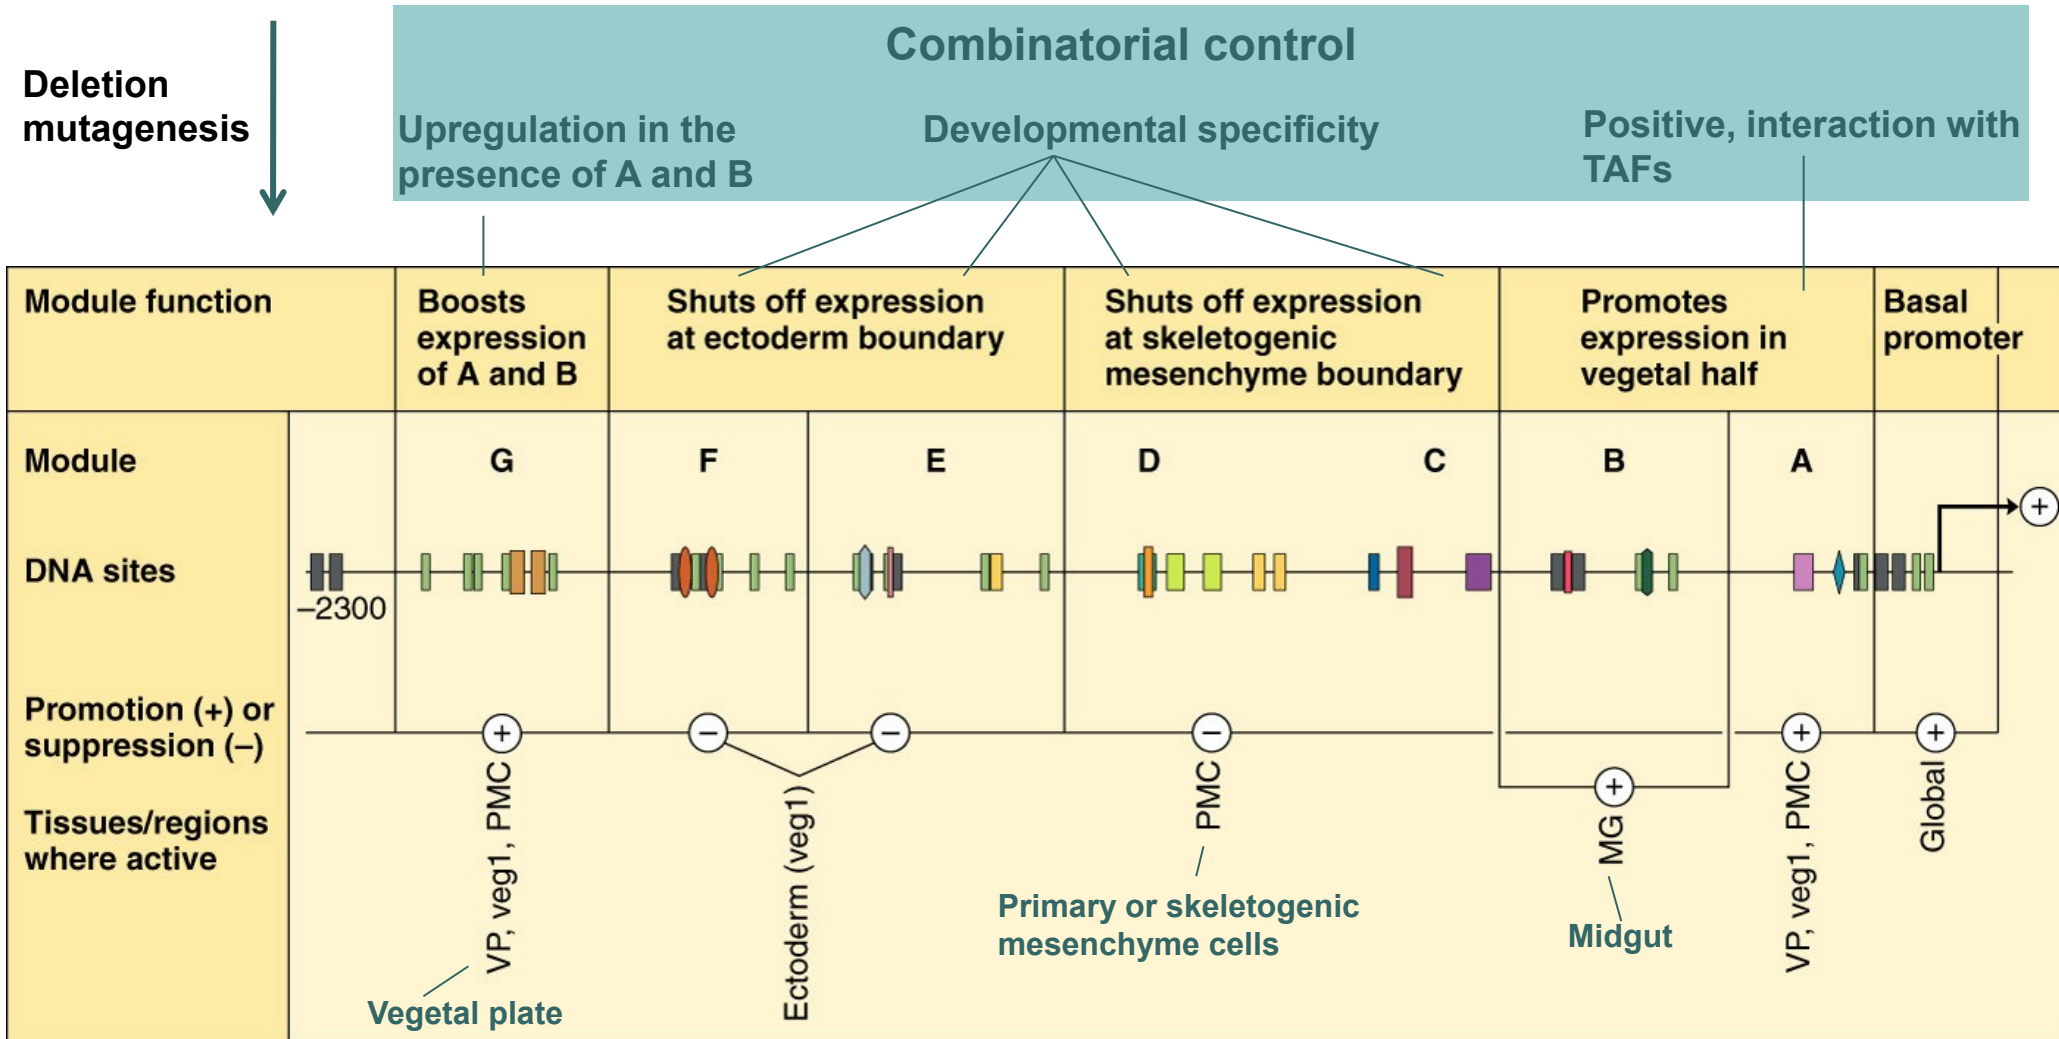 Combinatorial control
Deletion
mutagenesis
Upregulation in the
presence of A and B
Developmental specificity
Positive, interaction with
TAFs
Module function
Boosts
expression
of A and B
Shuts off expression
at ectoderm boundary
Shuts off expression
at skeletogenic
mesenchyme boundary
Promotes
expression in
vegetal half
Basal
promoter
Module
G
F
E
D
C
B
A
+
DNA sites
–2300
Promotion (+) or
suppression (–)
+
–
–
–
+
+
+
Tissues/regions
where active
VP, veg1, PMC
Ectoderm (veg1)
PMC
MG
VP, veg1, PMC
Global
Vegetal plate
Primary or skeletogenic
mesenchyme cells
Midgut